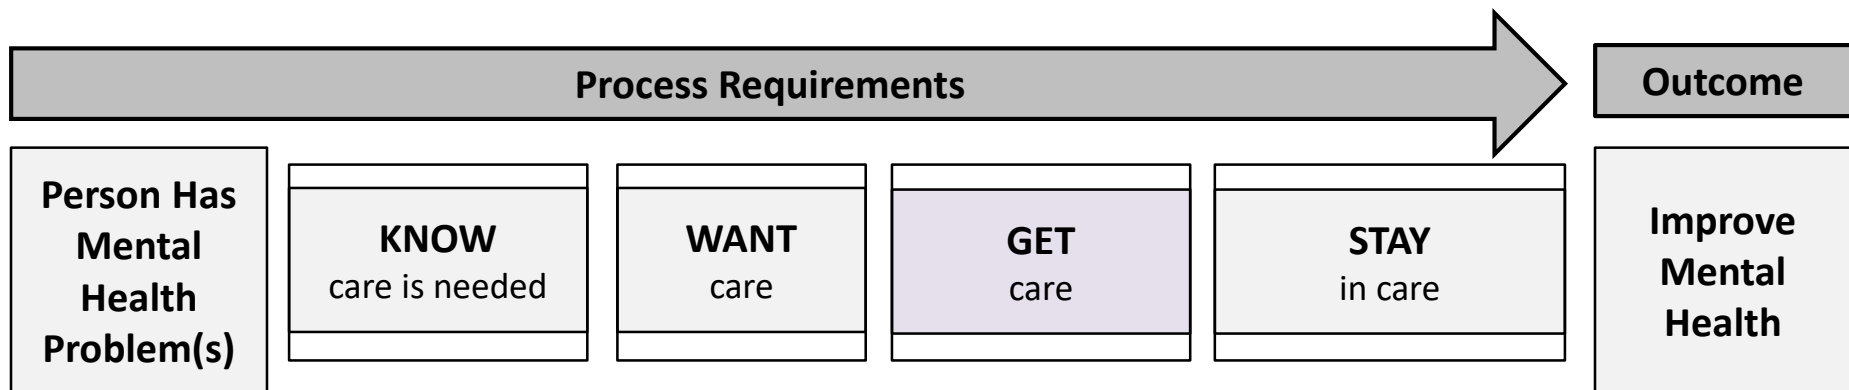 Process Requirements
Outcome
Person Has
Mental
Health
Problem(s)
KNOW
care is needed
WANT
care
GET
care
STAY
in care
Improve
Mental
Health